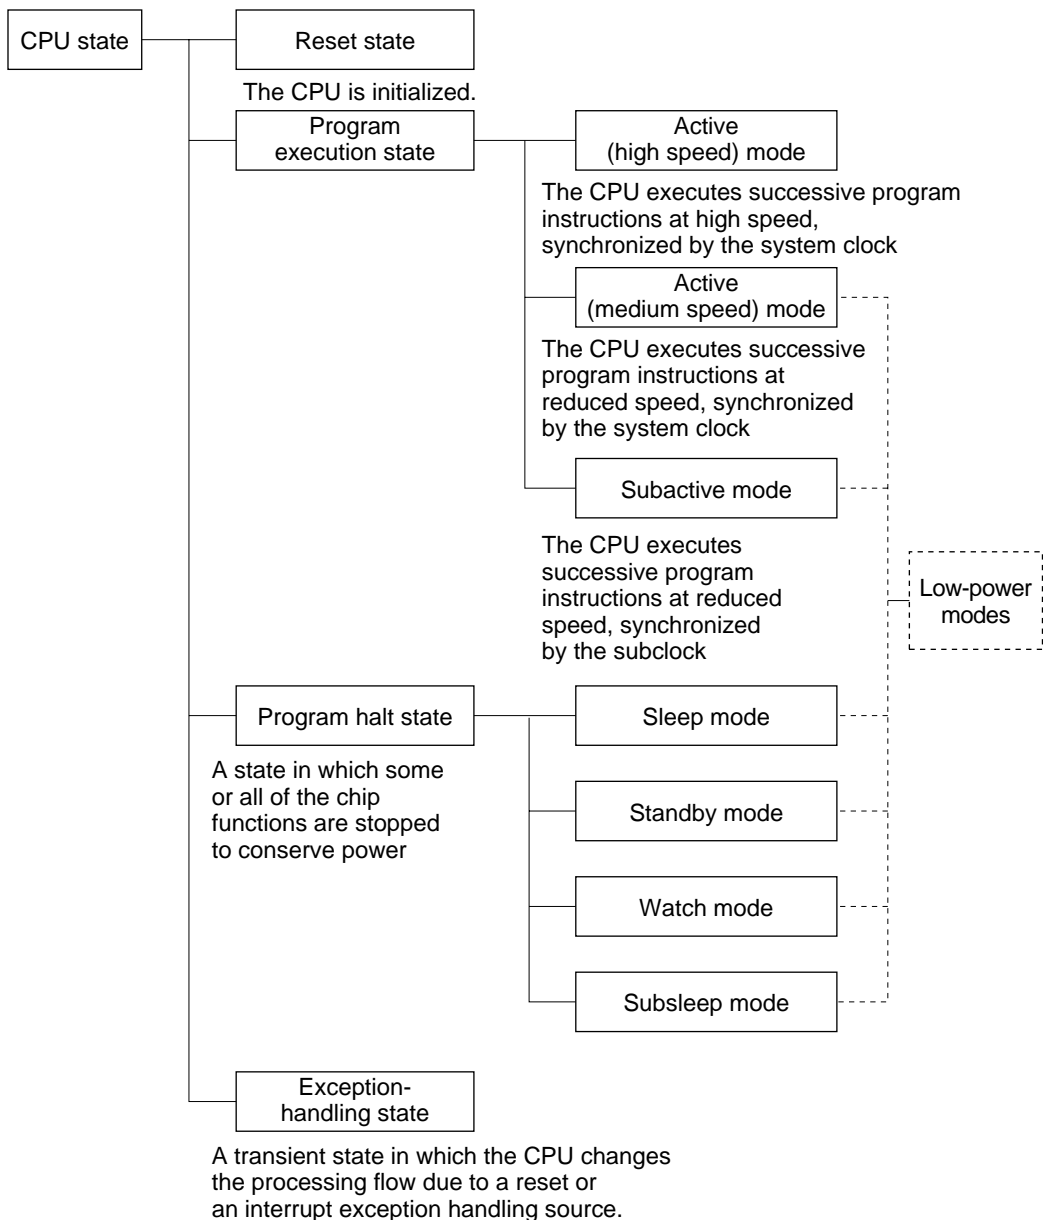 CPU state
Reset state
The CPU is initialized.
Program
execution state
Active
(high speed) mode
The CPU executes successive program
instructions at high speed,
synchronized by the system clock
Active
(medium speed) mode
The CPU executes successive
program instructions at
reduced speed, synchronized
by the system clock
Subactive mode
The CPU executes
successive program
instructions at reduced
speed, synchronized
by the subclock
Low-power
modes
Program halt state
A state in which some
or all of the chip
functions are stopped
to conserve power
Sleep mode
Standby mode
Watch mode
Subsleep mode
Exception-
handling state
A transient state in which the CPU changes
the processing flow due to a reset or
an interrupt exception handling source.